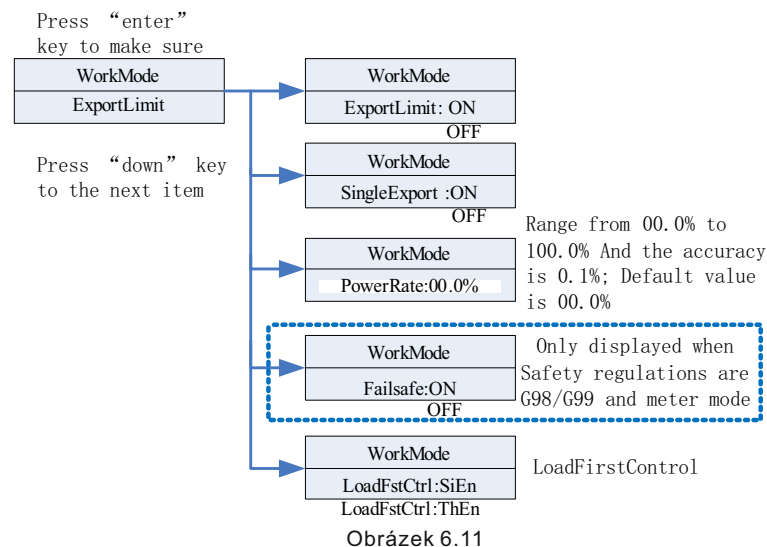 Press “enter”
key to make sure
WorkMode
ExportLimit
Press “down” key
to the next item
WorkMode
ExportLimit: ON
OFF
WorkMode
SingleExport :ON
OFF
WorkMode
PowerRate:00.0%
Range from 00.0% to
100.0% And the accuracy
is 0.1%; Default value
is 00.0%
WorkMode
Failsafe:ON
OFF
Only displayed when
Safety regulations are
G98/G99 and meter mode
WorkMode
LoadFstCtrl:SiEn
LoadFstCtrl:ThEn
LoadFirstControl
Obrázek 6.11